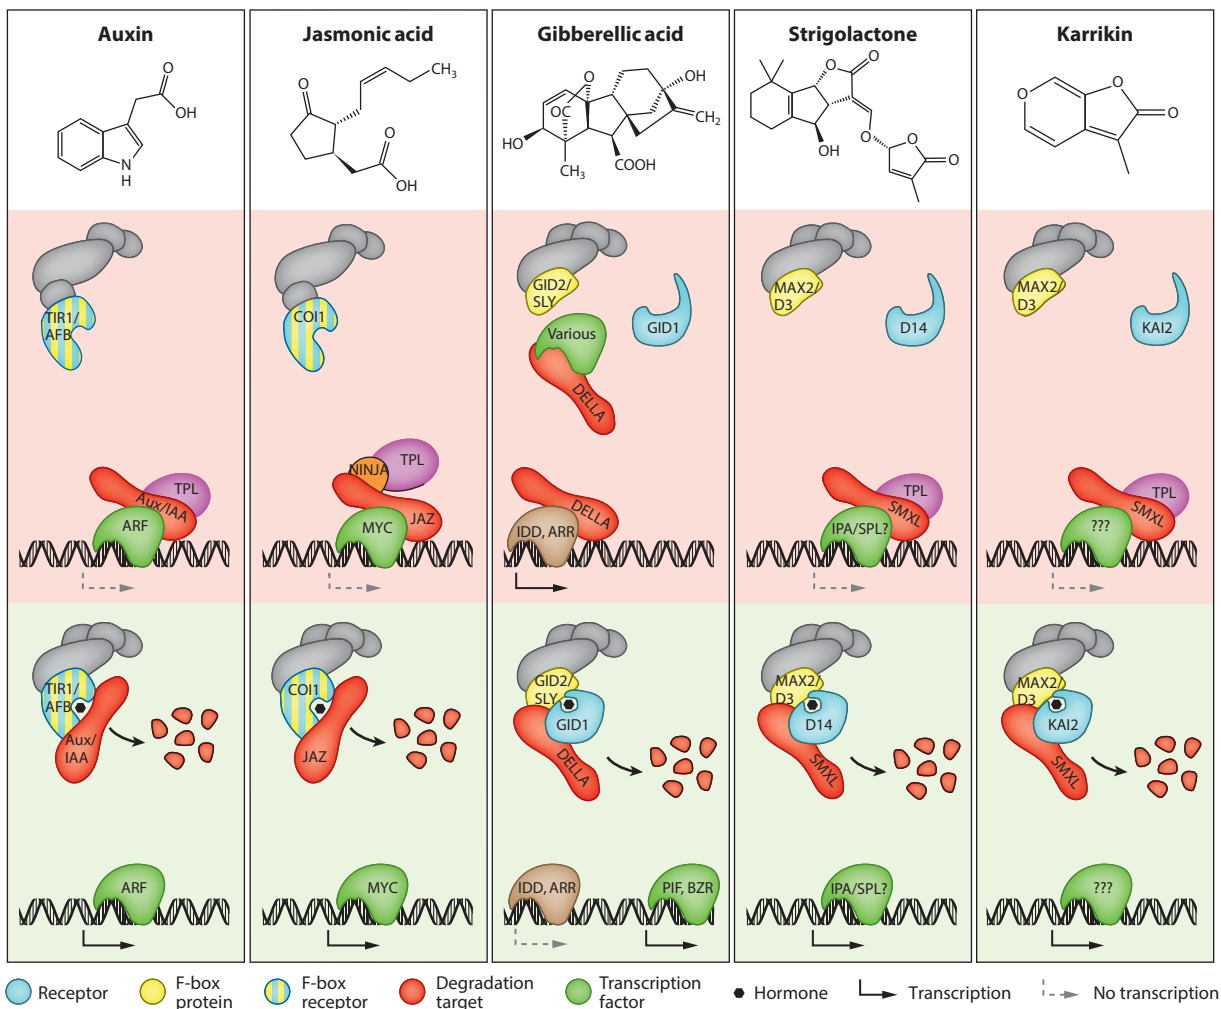 Auxin
O
OH
N
H
TIR1/
AFB
TPL
Aux/IAA
ARF
TIR1/
AFB
Aux/
IAA
ARF
Jasmonic acid
O
CH3
O
OH
COI1
NINJA
TPL
JAZ
MYC
COI1
JAZ
MYC
Gibberellic acid
O
OH
OC
CH2
HO
CH3
COOH
GID2/
SLY
Various
GID1
DELLA
DELLA
IDD, ARR
GID2/
SLY
GID1
DELLA
IDD, ARR
PIF, BZR
Strigolactone
O
O
O
OH
O
O
MAX2/
D3
D14
TPL
SMXL
IPA/SPL?
MAX2/
D3
D14
SMXL
IPA/SPL?
Karrikin
O
O
O
MAX2/
D3
KAI2
TPL
SMXL
???
MAX2/
D3
KAI2
SMXL
???
Receptor
F-box
protein
F-box
receptor
Degradation
target
Transcription
factor
Hormone
Transcription
No transcription